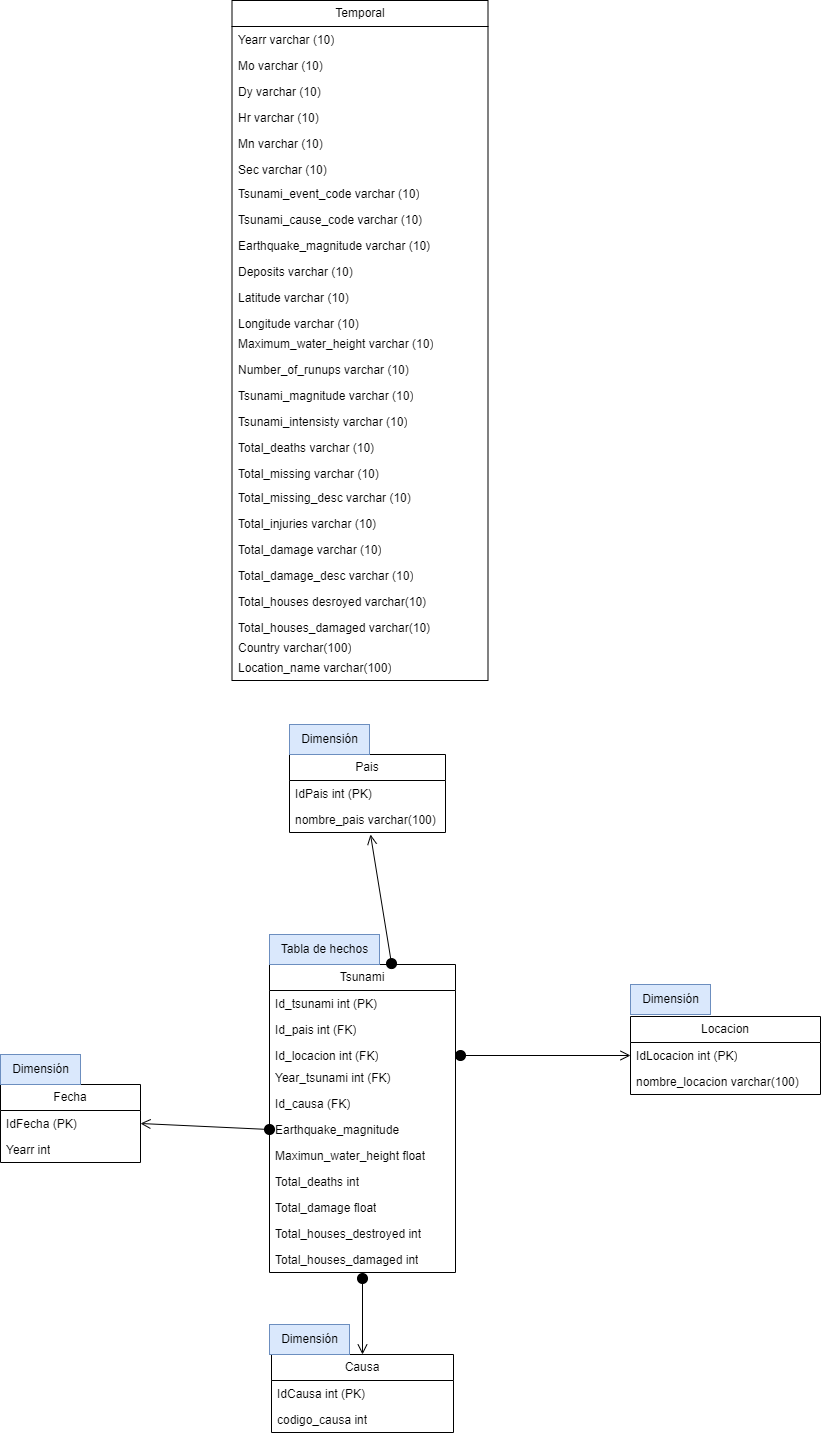 Temporal
Yearr varchar (10)
Mo varchar (10)
Dy varchar (10)
Hr varchar (10)
Mn varchar (10)
Sec varchar (10)
Tsunami_event_code varchar (10)
Tsunami_cause_code varchar (10)
Earthquake_magnitude varchar (10)
Deposits varchar (10)
Latitude varchar (10)
Longitude varchar (10)
Maximum_water_height varchar (10)
Number_of_runups varchar (10)
Tsunami_magnitude varchar (10)
Tsunami_intensisty varchar (10)
Total_deaths varchar (10)
Total_missing varchar (10)
Total_missing_desc varchar (10)
Total_injuries varchar (10)
Total_damage varchar (10)
Total_damage_desc varchar (10)
Total_houses desroyed varchar(10)
Total_houses_damaged varchar(10)
Country varchar(100)
Location_name varchar(100)
Dimensión
Pais
IdPais int (PK)
nombre_pais varchar(100)
Tabla de hechos
Tsunami
Id_tsunami int (PK)
Id_pais int (FK)
Id_locacion int (FK)
Year_tsunami int (FK)
Id_causa (FK)
Earthquake_magnitude
Maximun_water_height float
Total_deaths int
Total_damage float
Total_houses_destroyed int
Total_houses_damaged int
Dimensión
Locacion
IdLocacion int (PK)
nombre_locacion varchar(100)
Dimensión
Fecha
IdFecha (PK)
Yearr int
Dimensión
Causa
IdCausa int (PK)
codigo_causa int